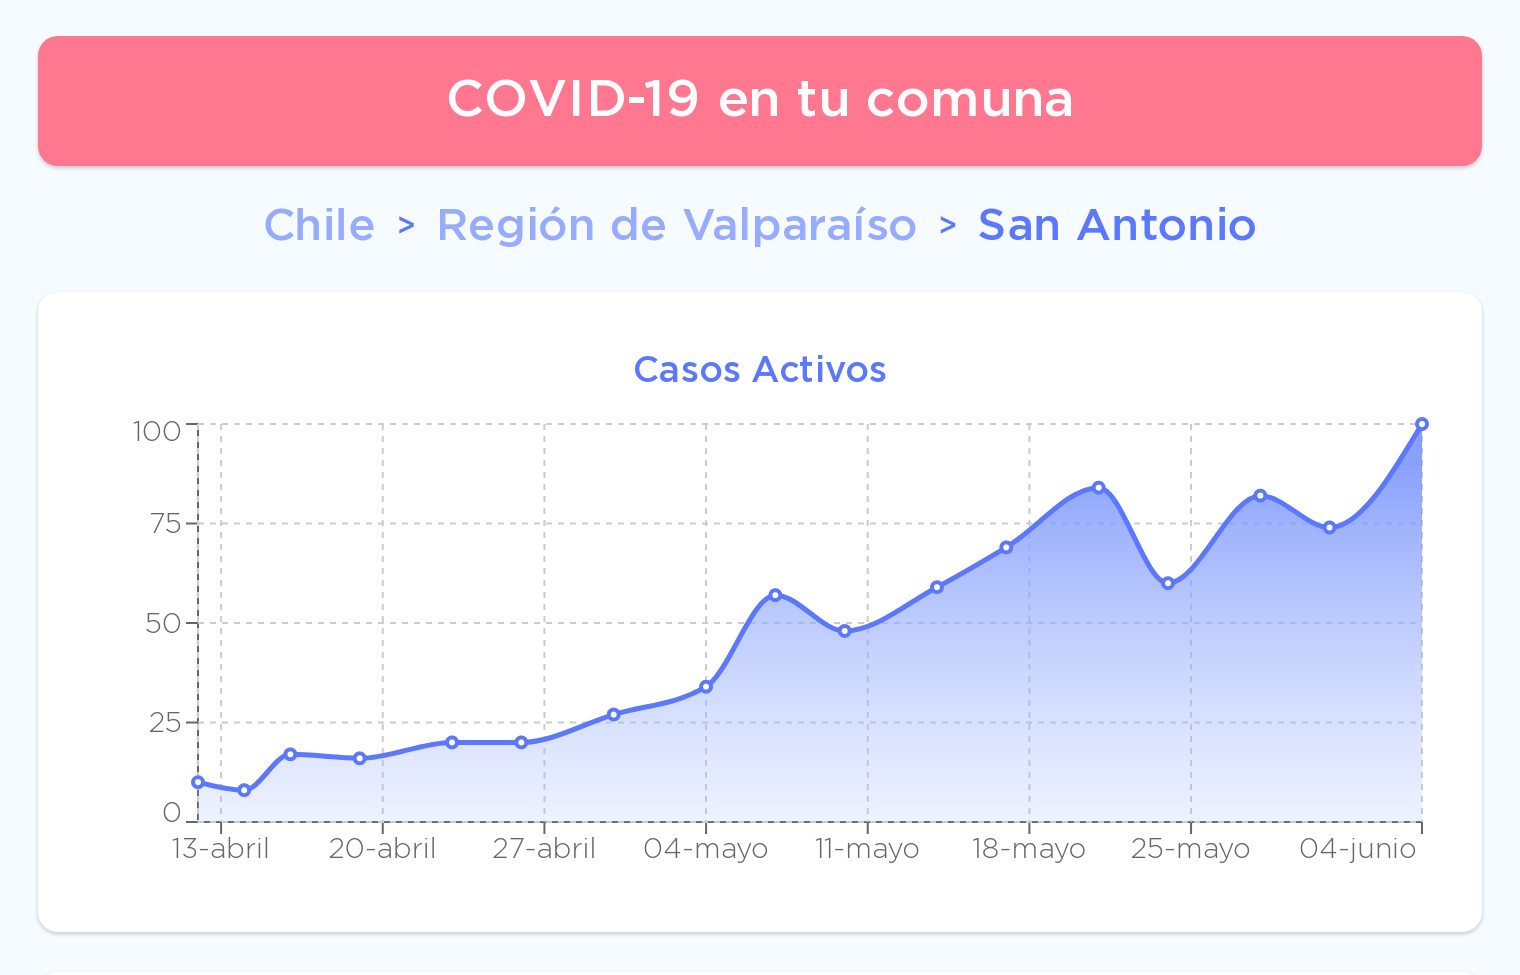 COVID-19 en tu comuna
Chile > Región de Valparaíso > San Antonio
Casos Activos
100
75
50
25
0
13-abril 20-abril 27-abril 04-mayo 11-mayo 18-mayo 25-mayo 04-junio